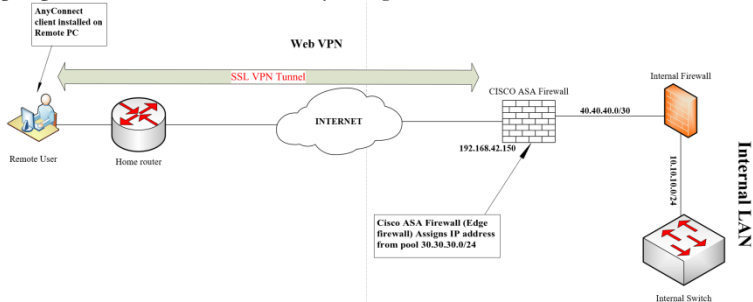 AnyConnect
client installed on
Remote PC
Web VPN
SSL VPN Tunnel
CISCO ASA Firewall
Internal Firewall
INTERNET
40.40.40.0/30
192.168.42.150
Remote User
Home router
10.10.10.0/24
Internal LAN
Cisco ASA Firewall (Edge
firewall) Assigns IP address
from pool 30.30.30.0/24
Internal Switch